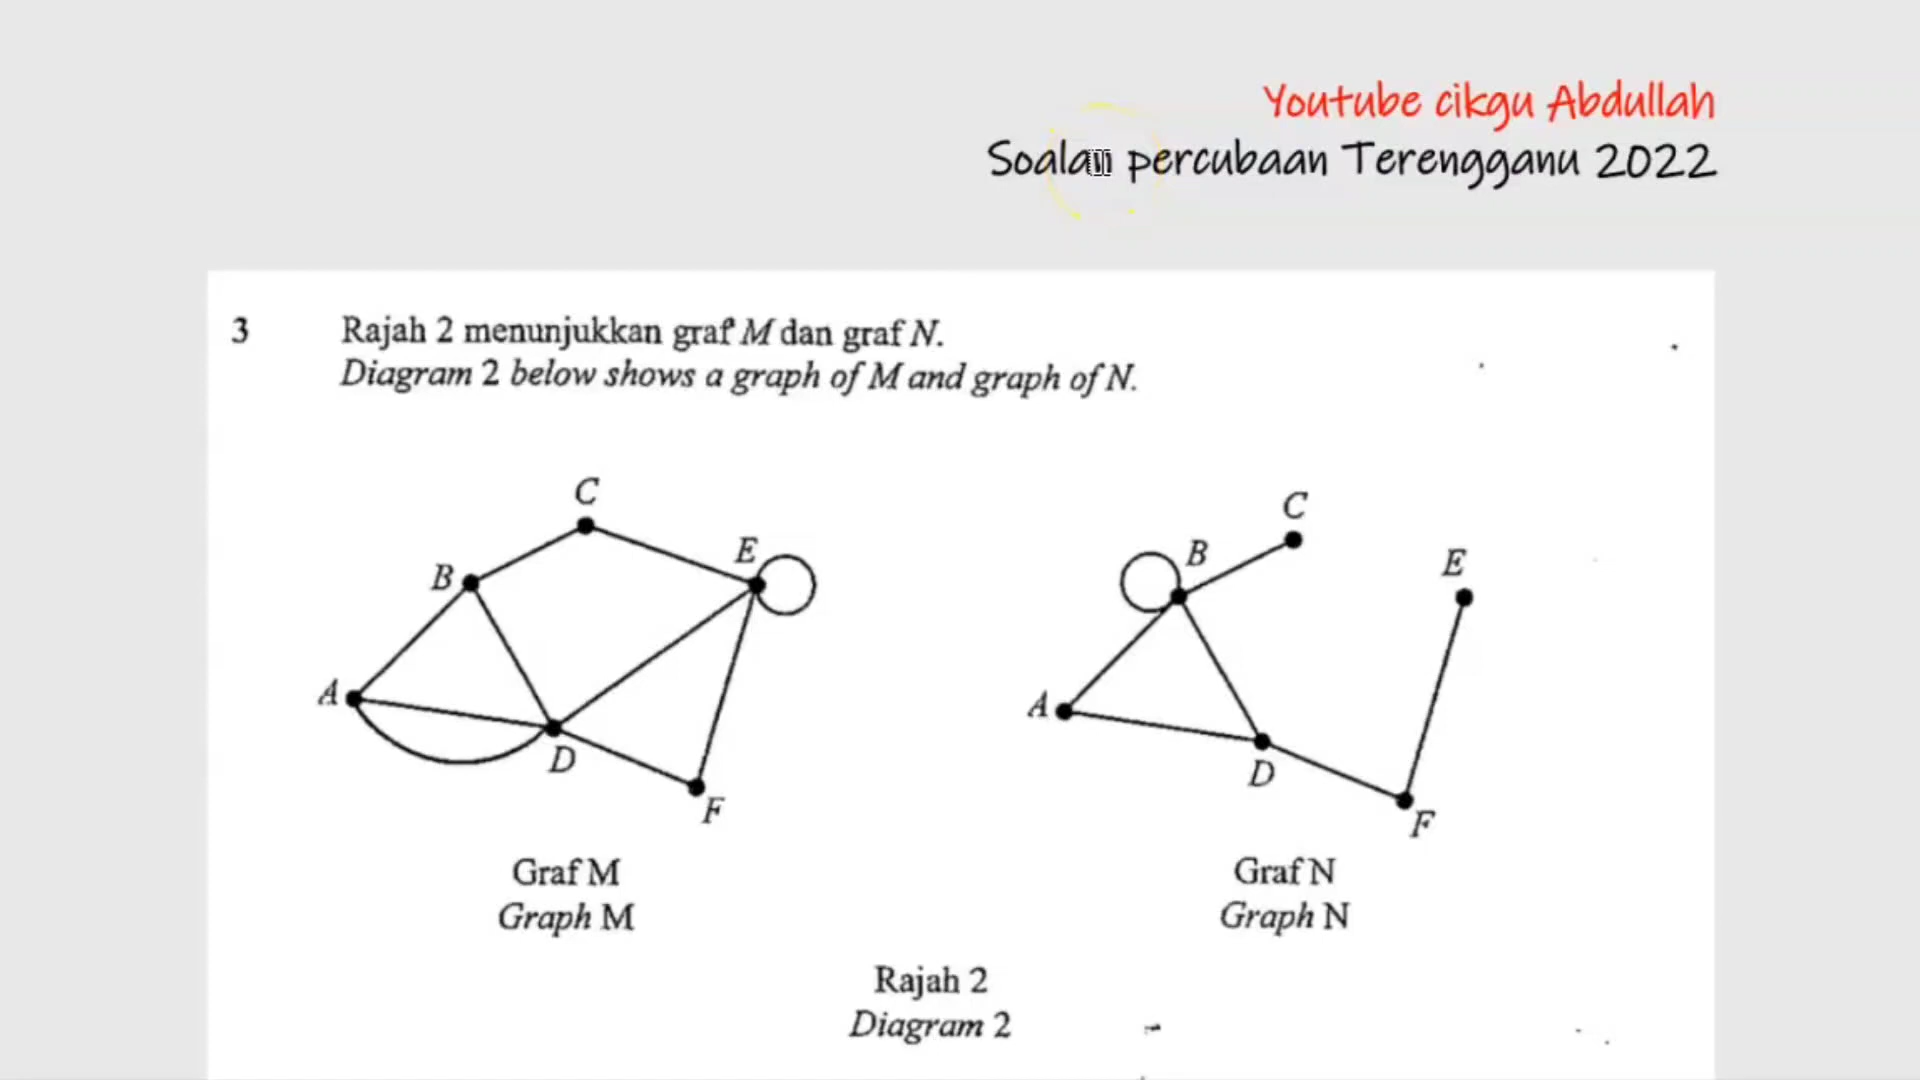 Youtube cikgu Abdullah
Soalan percubaan Terengganu 2022
3 Rajah 2 menunjukkan graf M dan graf N.
Diagram 2 below shows a graph of M and graph of N.
C
B
E
A
D
F
C
B
E
A
D
F
Graf M
Graph M
Graf N
Graph N
Rajah 2
Diagram 2